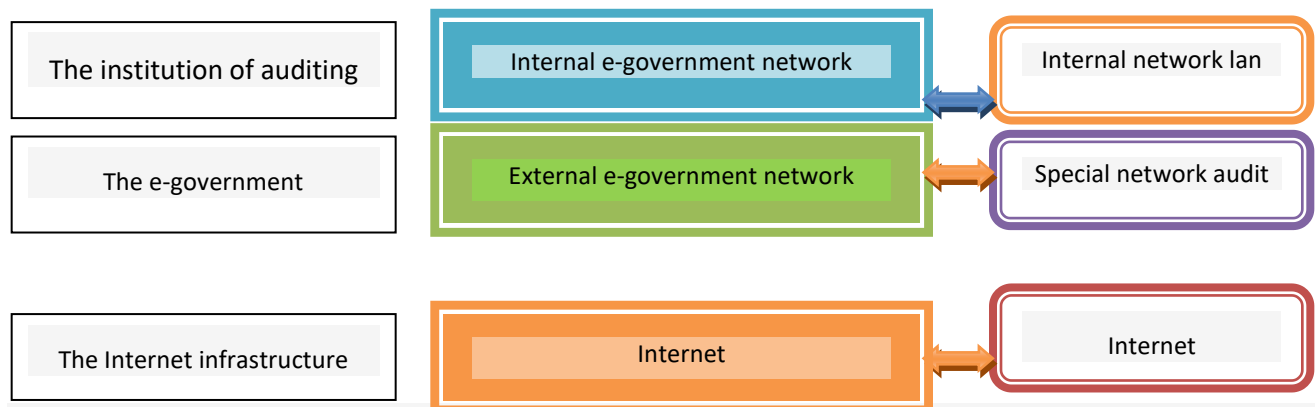 The institution of auditing
Internal e-government network
Internal network lan
The e-government
External e-government network
Special network audit
The Internet infrastructure
Internet
Internet